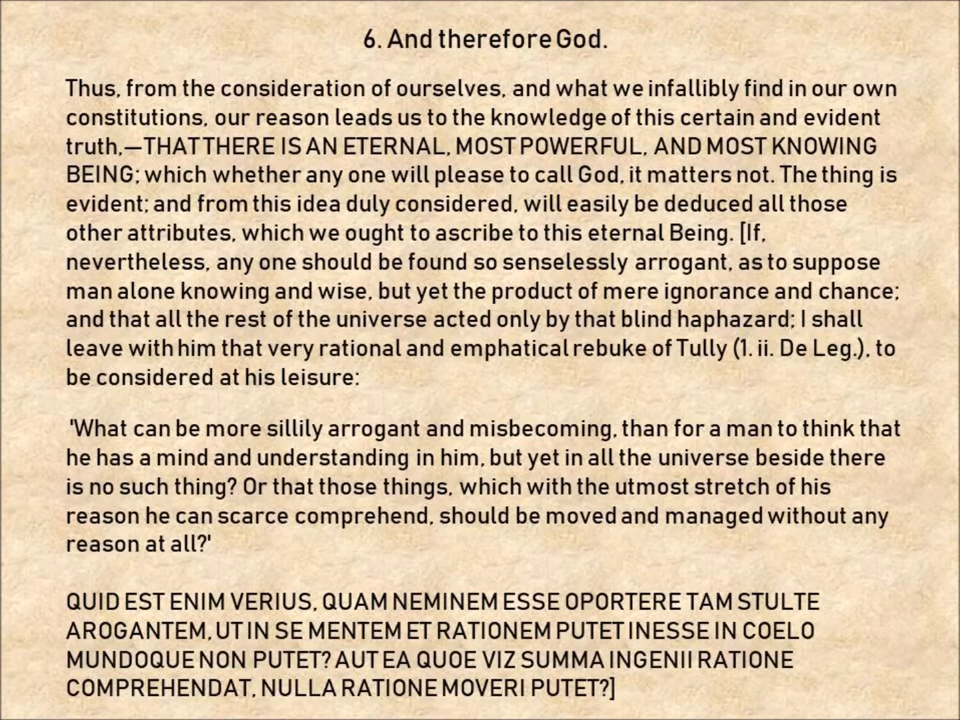 6. And therefore God.
Thus, from the consideration of ourselves, and what we infallibly find in our own
constitutions, our reason leads us to the knowledge of this certain and evident
truth,—THAT THERE IS AN ETERNAL, MOST POWERFUL, AND MOST KNOWING
BEING; which whether any one will please to call God, it matters not. The thing is
evident; and from this idea duly considered, will easily be deduced all those
other attributes, which we ought to ascribe to this eternal Being. [If,
nevertheless, any one should be found so senselessly arrogant, as to suppose
man alone knowing and wise, but yet the product of mere ignorance and chance;
and that all the rest of the universe acted only by that blind haphazard; I shall
leave with him that very rational and emphatical rebuke of Tully (1. ii. De Leg.), to
be considered at his leisure:
'What can be more sillily arrogant and misbecoming, than for a man to think that
he has a mind and understanding in him, but yet in all the universe beside there
is no such thing? Or that those things, which with the utmost stretch of his
reason he can scarce comprehend, should be moved and managed without any
reason at all?'
QUID EST ENIM VERIUS, QUAM NEMINEM ESSE OPORTERE TAM STULTE
AROGANTEM, UT IN SE MENTEM ET RATIONEM PUTET INESSE IN COELO
MUNDOQUE NON PUTET? AUT EA QUOE VIZ SUMMA INGENII RATIONE
COMPREHENDAT, NULLA RATIONE MOVERI PUTET?]